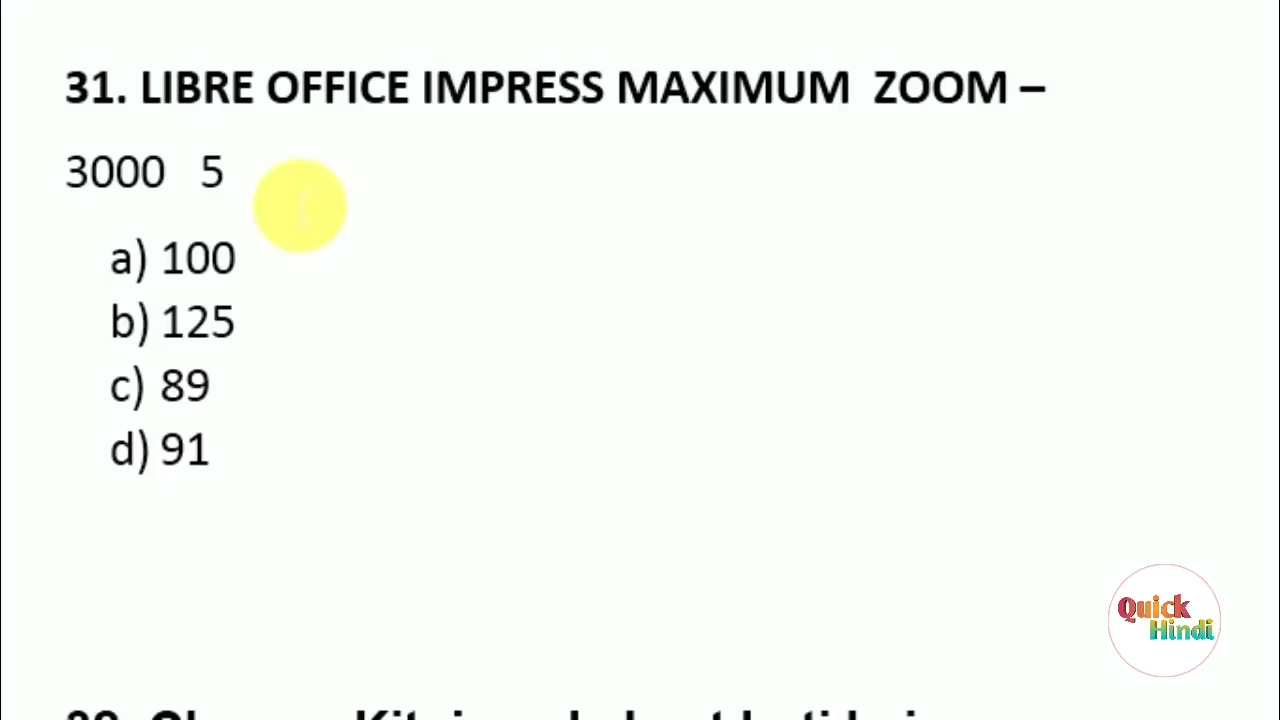 31. LIBRE OFFICE IMPRESS MAXIMUM ZOOM –
3000 5
a) 100
b) 125
c) 89
d) 91
Quick
Hindi